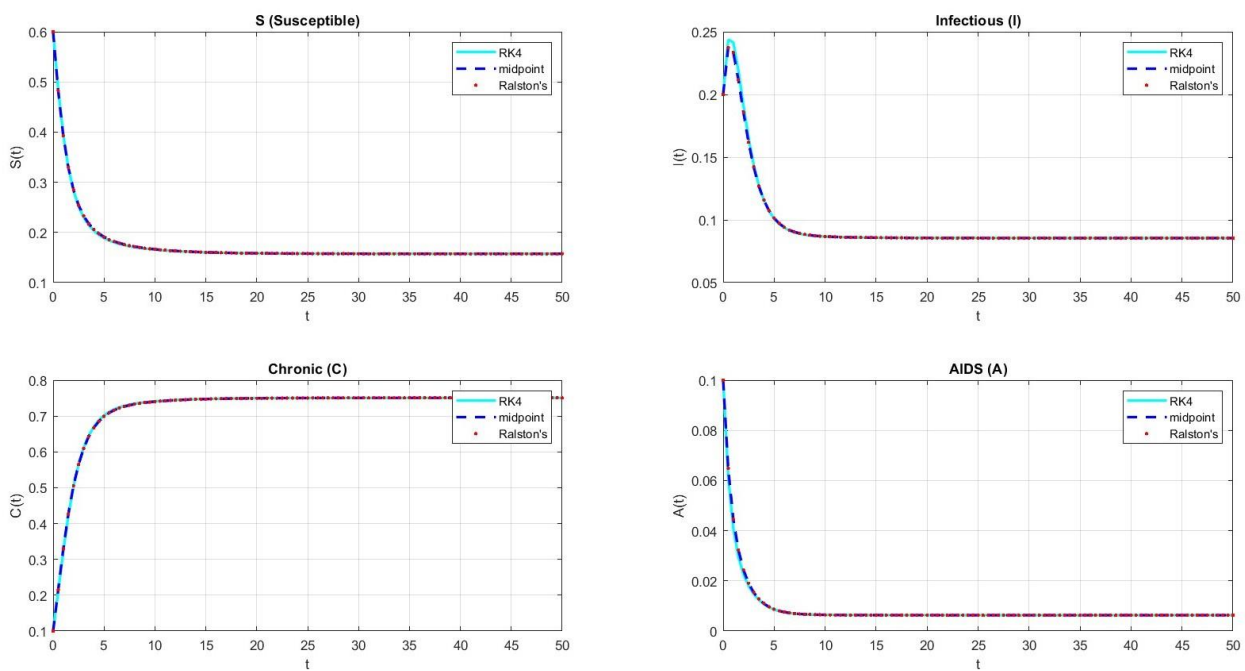 S (Susceptible)
0.6
0.5
0.4
0.3
0.2
0.1
S(t)
RK4
midpoint
Ralston's
0 5 10 15 20 25 30 35 40 45 50
t
Infectious (I)
0.25
0.2
0.15
0.1
0.05
I(t)
RK4
midpoint
Ralston's
0 5 10 15 20 25 30 35 40 45 50
t
Chronic (C)
0.8
0.7
0.6
0.5
0.4
0.3
0.2
0.1
C(t)
RK4
midpoint
Ralston's
0 5 10 15 20 25 30 35 40 45 50
t
AIDS (A)
0.1
0.08
0.06
0.04
0.02
0
A(t)
RK4
midpoint
Ralston's
0 5 10 15 20 25 30 35 40 45 50
t